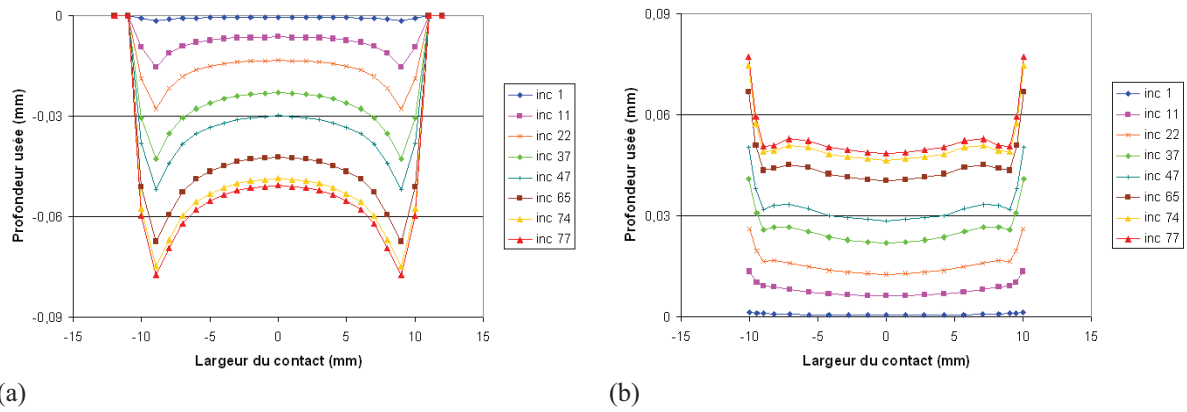 0
-0,03
-0,06
-0,09
Profondeur usée (mm)
-15 -10 -5 0 5 10 15
Largeur du contact (mm)
inc 1
inc 11
inc 22
inc 37
inc 47
inc 65
inc 74
inc 77
(a)
0,09
0,06
0,03
0
Profondeur usée (mm)
-15 -10 -5 0 5 10 15
Largeur du contact (mm)
inc 1
inc 11
inc 22
inc 37
inc 47
inc 65
inc 74
inc 77
(b)